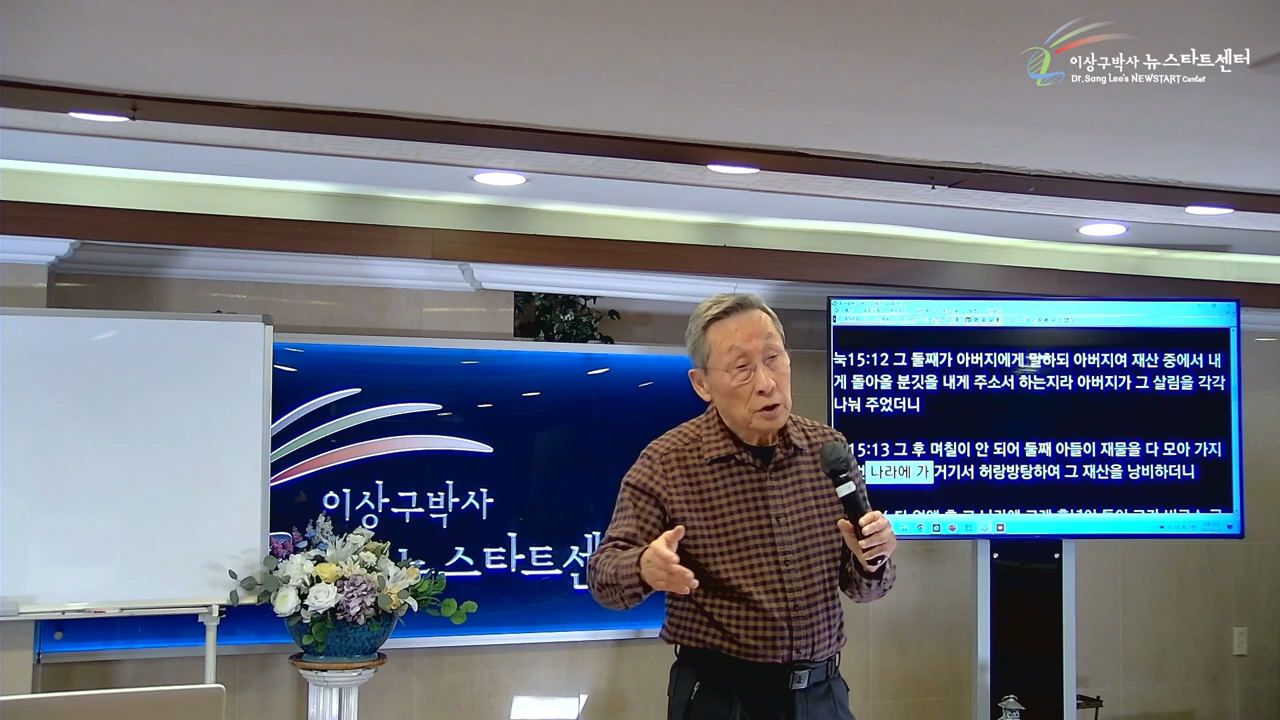 이상구박사 뉴스타트센터
Dr. Sang Lee's NEWSTART Center
눅15:12 그 둘째가 아버지에게 말하되 아버지여 재산 중에서 내
게 돌아올 분깃을 내게 주소서 하는지라 아버지가 그 살림을 각각
나눠 주었더니
15:13 그 후 며칠이 안 되어 둘째 아들이 재물을 다 모아 가지
나라에 가 거기서 허랑방탕하여 그 재산을 낭비하더니
이상구박사
뉴스타트센